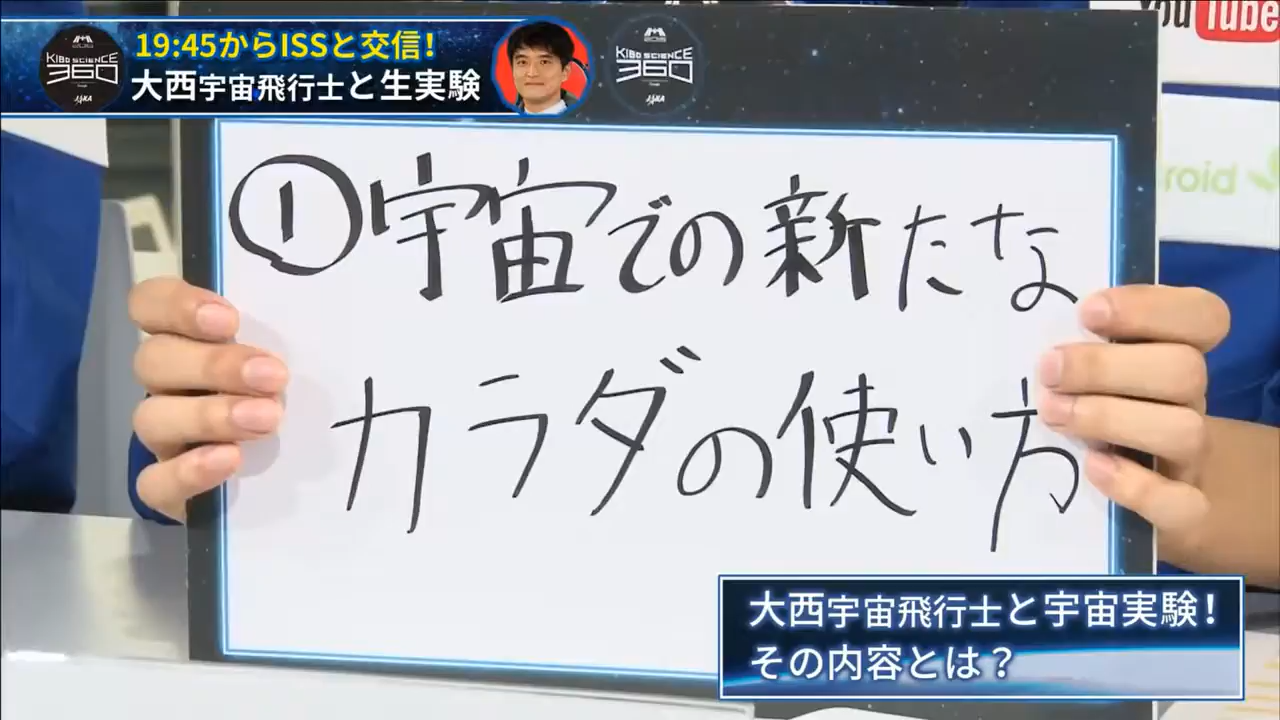 19:45からISSと交信!
大西宇宙飛行士と生実験
KIBO SCIENCE
360
JAXA
KIBO SCIENCE
360
JAXA
YouTube
roid
①宇宙での新たな
カラダの使い方
大西宇宙飛行士と宇宙実験!
その内容とは?